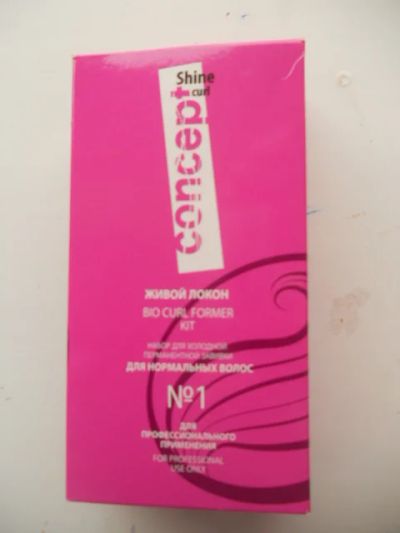 Shine
curl
concept
ЖИВОЙ ЛОКОН
BIO CURL FORMER
KIT
НАБОР ДЛЯ ХОЛОДНОЙ
ПЕРМАНЕНТНОЙ ЗАВИВКИ
ДЛЯ НОРМАЛЬНЫХ ВОЛОС
№1
ДЛЯ
ПРОФЕССИОНАЛЬНОГО
ПРИМЕНЕНИЯ
FOR PROFESSIONAL
USE ONLY